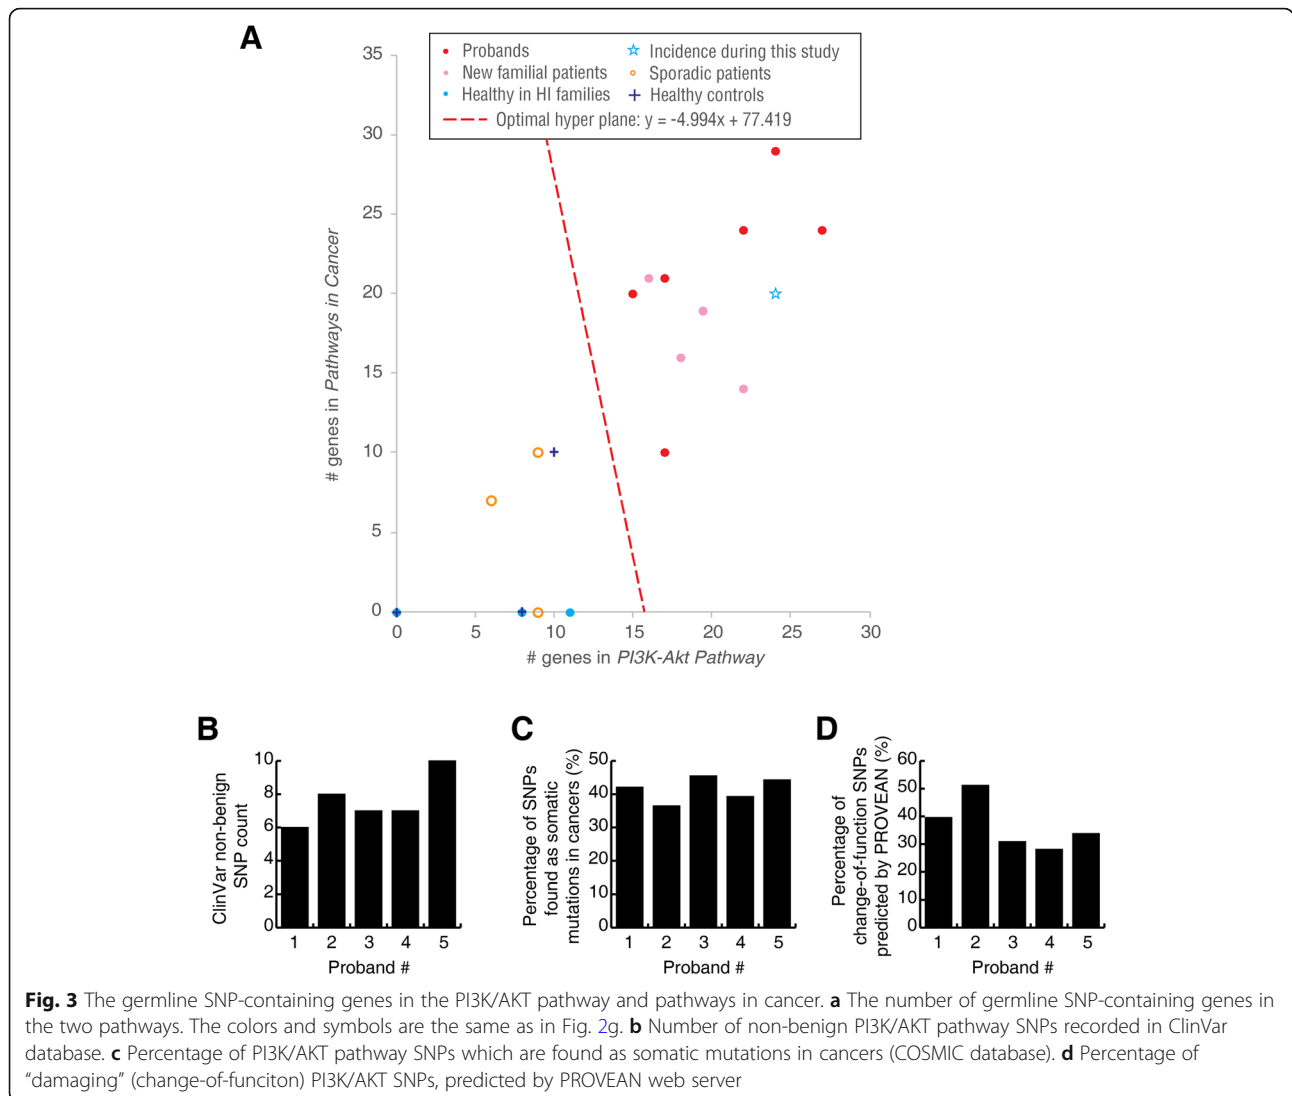 A
Probands
Incidence during this study
New familial patients
Sporadic patients
Healthy in HI families
Healthy controls
Optimal hyper plane: y = -4.994x + 77.419
35
30
25
20
15
10
5
0
# genes in Pathways in Cancer
0 5 10 15 20 25 30
# genes in PI3K-Akt Pathway
B
ClinVar non-benign
SNP count
10
8
6
4
2
0
1 2 3 4 5
Proband #
C
Percentage of SNPs
found as somatic
mutations in cancers (%)
50
40
30
20
10
0
1 2 3 4 5
Proband #
D
Percentage of
change-of-function SNPs
predicted by PROVEAN (%)
60
50
40
30
20
10
0
1 2 3 4 5
Proband #
Fig. 3 The germline SNP-containing genes in the PI3K/AKT pathway and pathways in cancer. a The number of germline SNP-containing genes in
the two pathways. The colors and symbols are the same as in Fig. 2g. b Number of non-benign PI3K/AKT pathway SNPs recorded in ClinVar
database. c Percentage of PI3K/AKT pathway SNPs which are found as somatic mutations in cancers (COSMIC database). d Percentage of
“damaging” (change-of-funciton) PI3K/AKT SNPs, predicted by PROVEAN web server